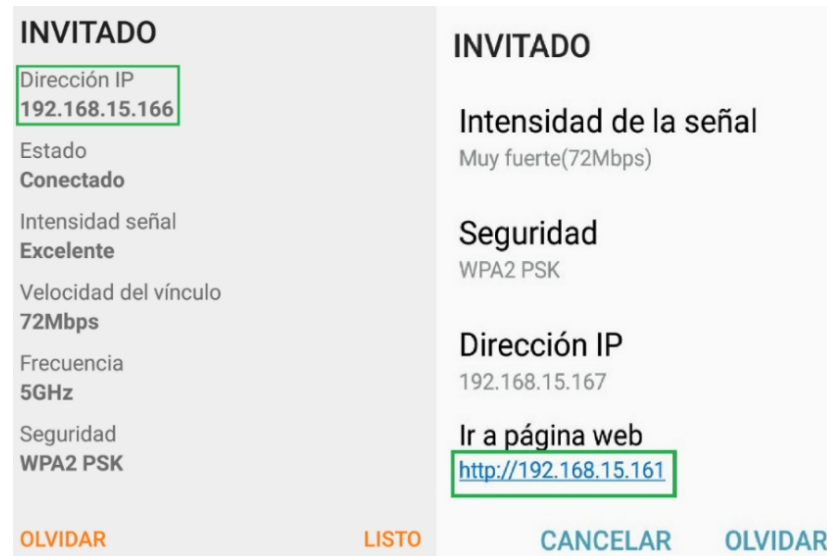 INVITADO
Dirección IP
192.168.15.166
Estado
Conectado
Intensidad señal
Excelente
Velocidad del vínculo
72Mbps
Frecuencia
5GHz
Seguridad
WPA2 PSK
OLVIDAR LISTO
INVITADO
Intensidad de la señal
Muy fuerte(72Mbps)
Seguridad
WPA2 PSK
Dirección IP
192.168.15.167
Ir a página web
http://192.168.15.161
CANCELAR OLVIDAR